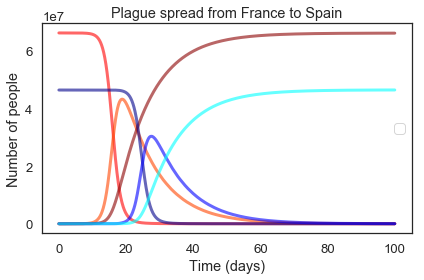 Plague spread from France to Spain
1e7
Number of people
6
4
2
0
0 20 40 60 80 100
Time (days)